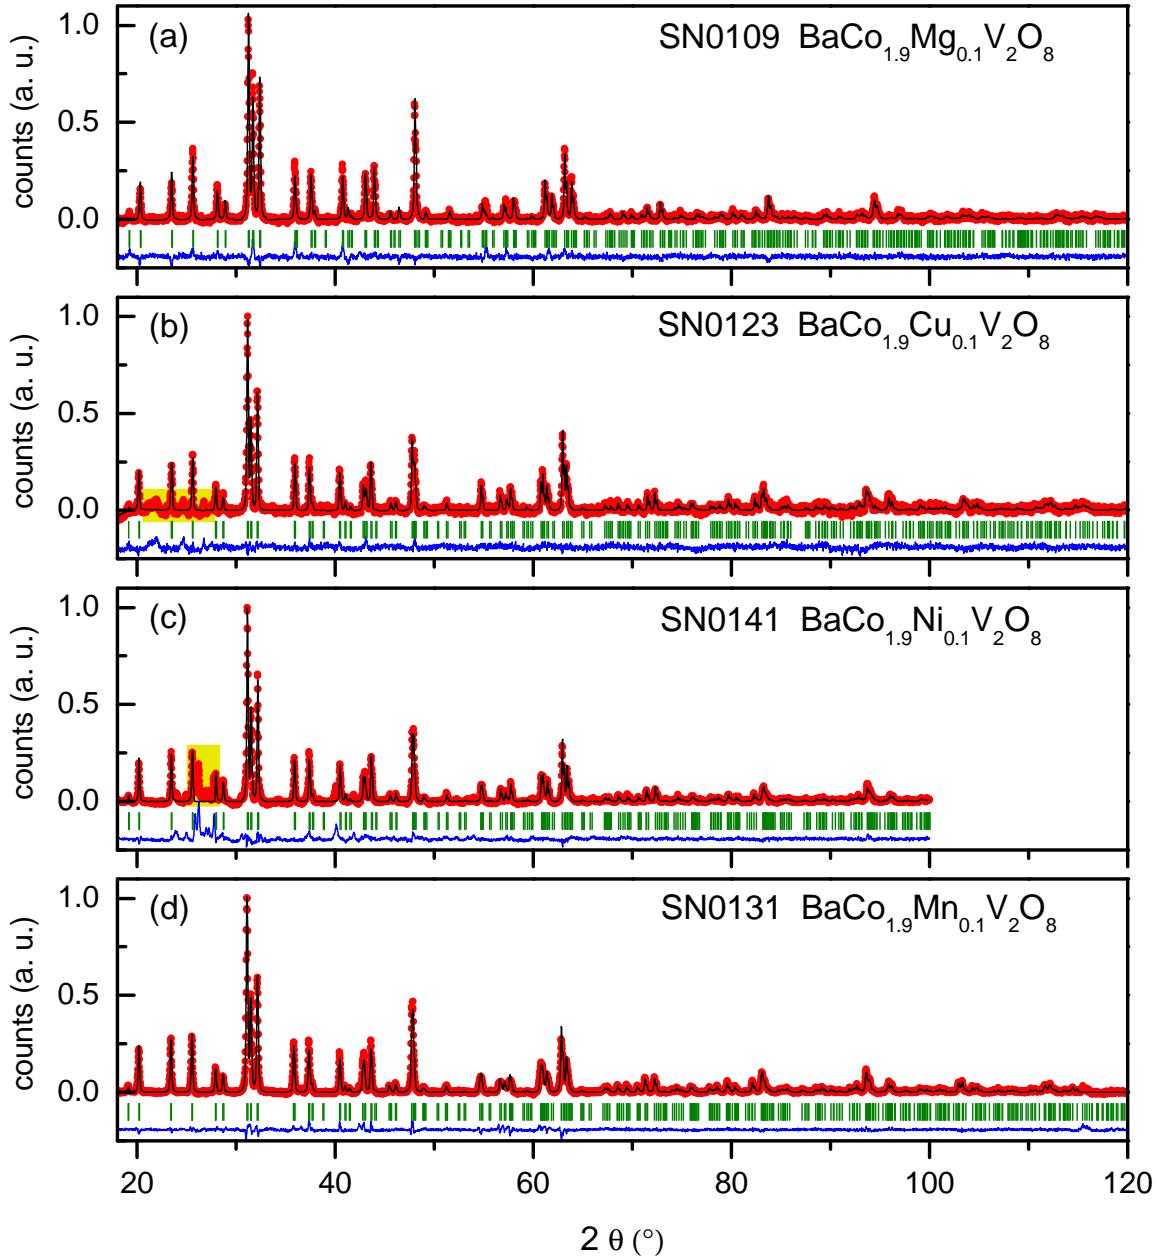 (a) SN0109 BaCo₁.₉Mg₀.₁V₂O₈
counts (a. u.)
1.0
0.5
0.0
(b) SN0123 BaCo₁.₉Cu₀.₁V₂O₈
counts (a. u.)
1.0
0.5
0.0
(c) SN0141 BaCo₁.₉Ni₀.₁V₂O₈
counts (a. u.)
1.0
0.5
0.0
(d) SN0131 BaCo₁.₉Mn₀.₁V₂O₈
counts (a. u.)
1.0
0.5
0.0
20 40 60 80 100 120
2 θ (°)